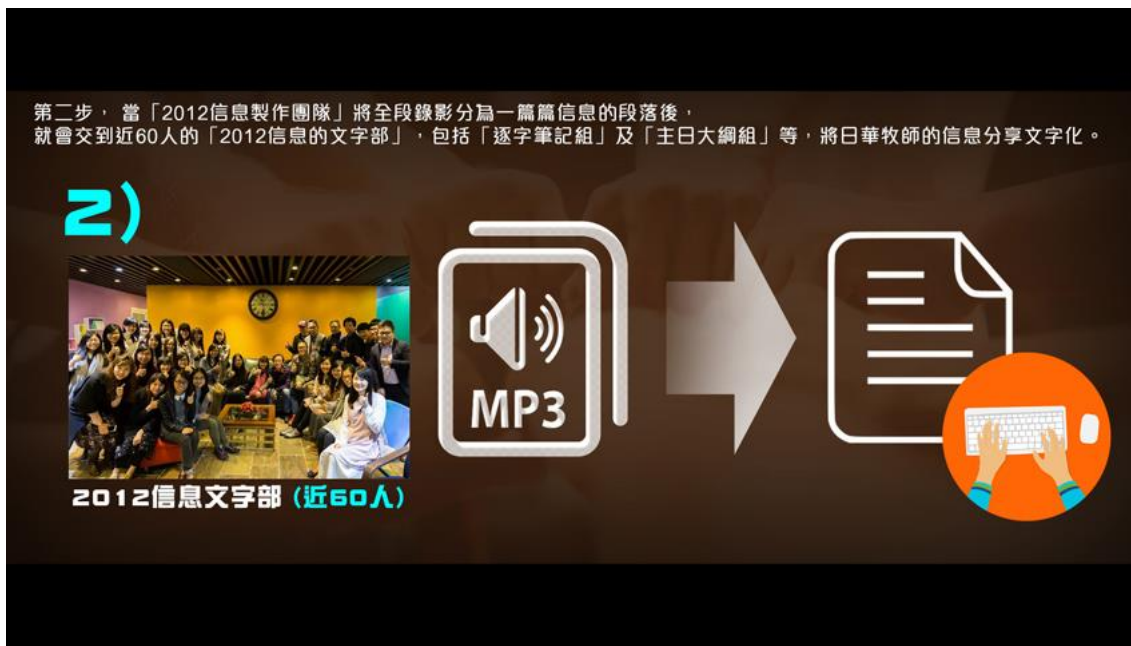 第二步， 當「2012信息製作團隊」將全段錄影分為一篇篇信息的段落後，
就會交到近60人的「2012信息的文字部」，包括「逐字筆記組」及「主日大綱組」等，將日華牧師的信息分享文字化。
2)
MP3
2012信息文字部 (近60人)